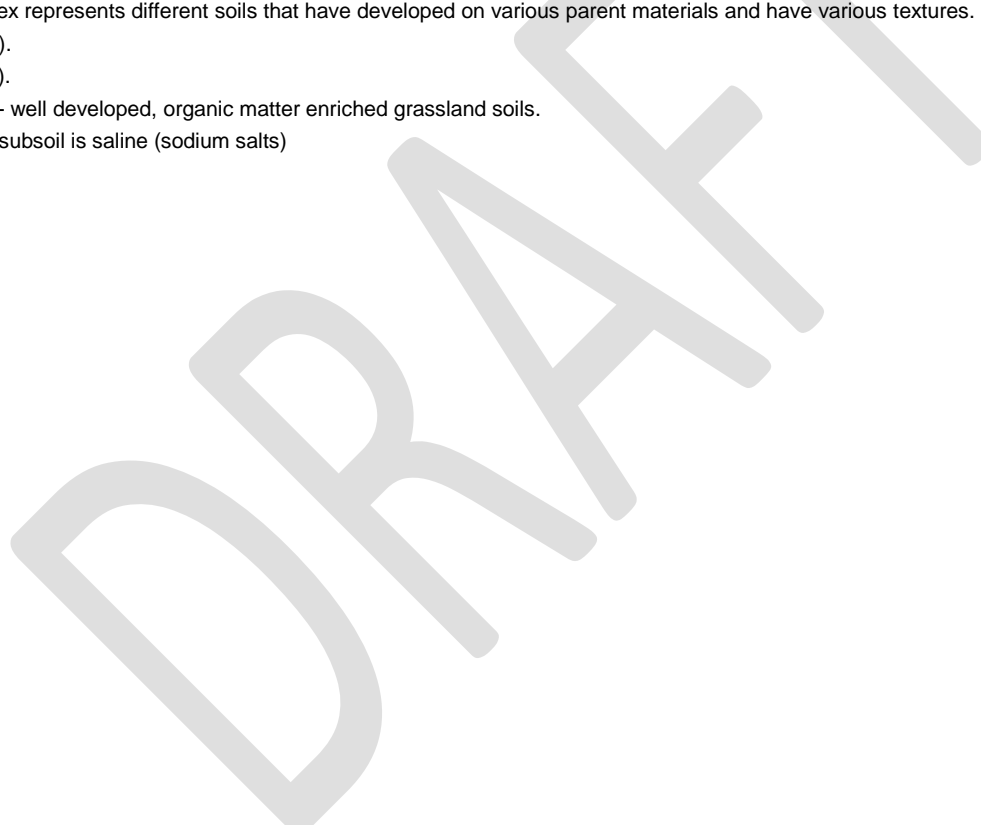 ex represents different soils that have developed on various parent materials and have various textures.
).
).
- well developed, organic matter enriched grassland soils.
subsoil is saline (sodium salts)
DRAFT